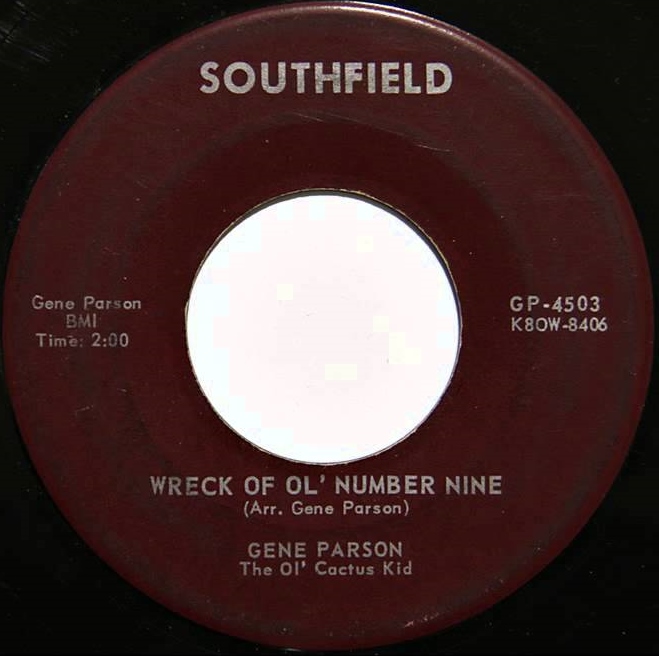 SOUTHFIELD
Gene Parson
BMI
Time: 2:00
GP-4503
K8OW-8406
WRECK OF OL' NUMBER NINE
(Arr. Gene Parson)
GENE PARSON
The Ol' Cactus Kid